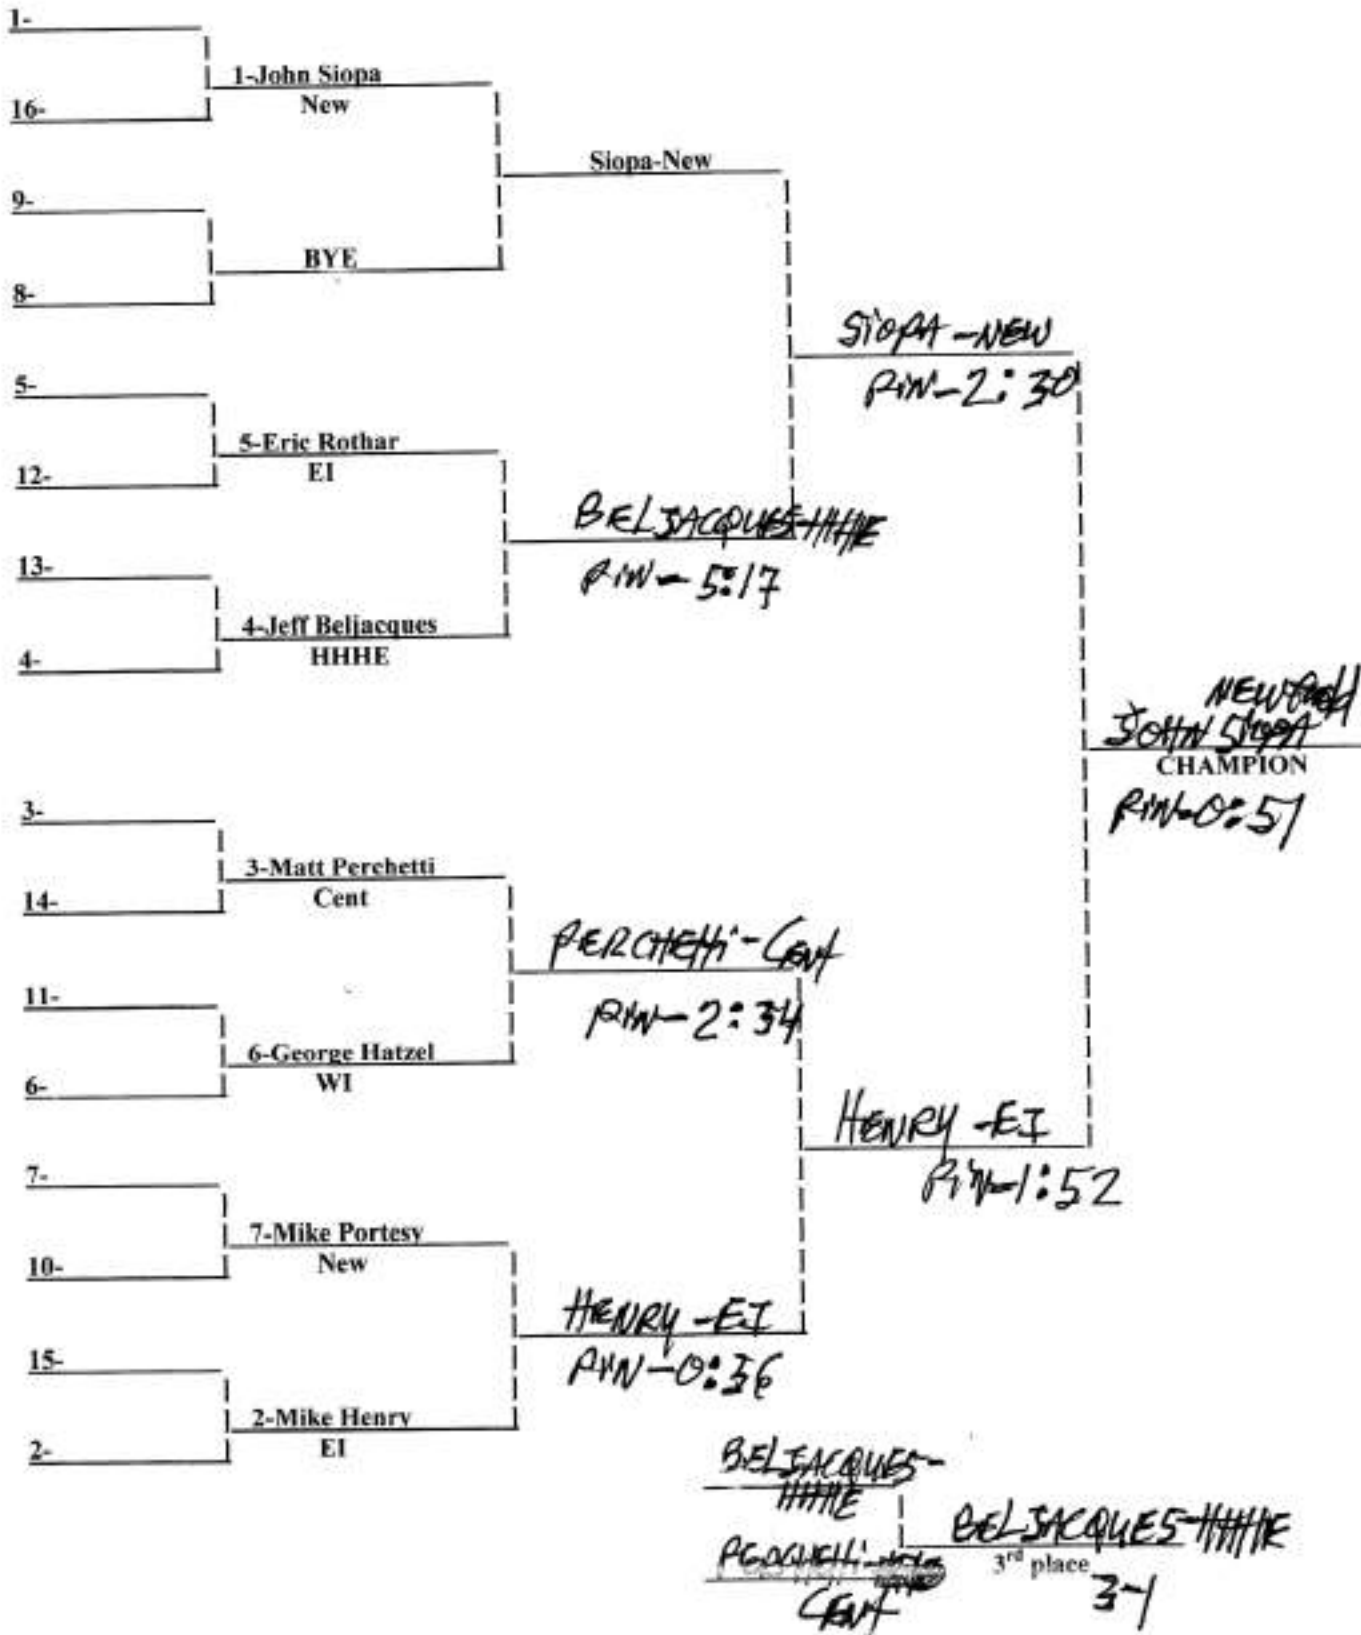 1-
1-John Siopa
New
16-
Siopa-New
9-
BYE
8-
SIOPA-NEW
PIN-2:30
5-
5-Eric Rothar
EI
12-
BELJACQUES-HHHE
PIN-5:17
13-
4-Jeff Beljacques
HHHE
4-
JOHN SIOPA
CHAMPION
PIN-0:51
3-
3-Matt Perchetti
Cent
14-
PERCHETTI-CENT
PIN-2:34
11-
6-George Hatzel
WI
6-
HENRY-EI
PIN-1:52
7-
7-Mike Portesy
New
10-
HENRY-EI
PIN-0:36
15-
2-Mike Henry
EI
2-
BELJACQUES-
HHHE
BELJACQUES-HHHE
3rd place
3-1
PERCHETTI-
CENT